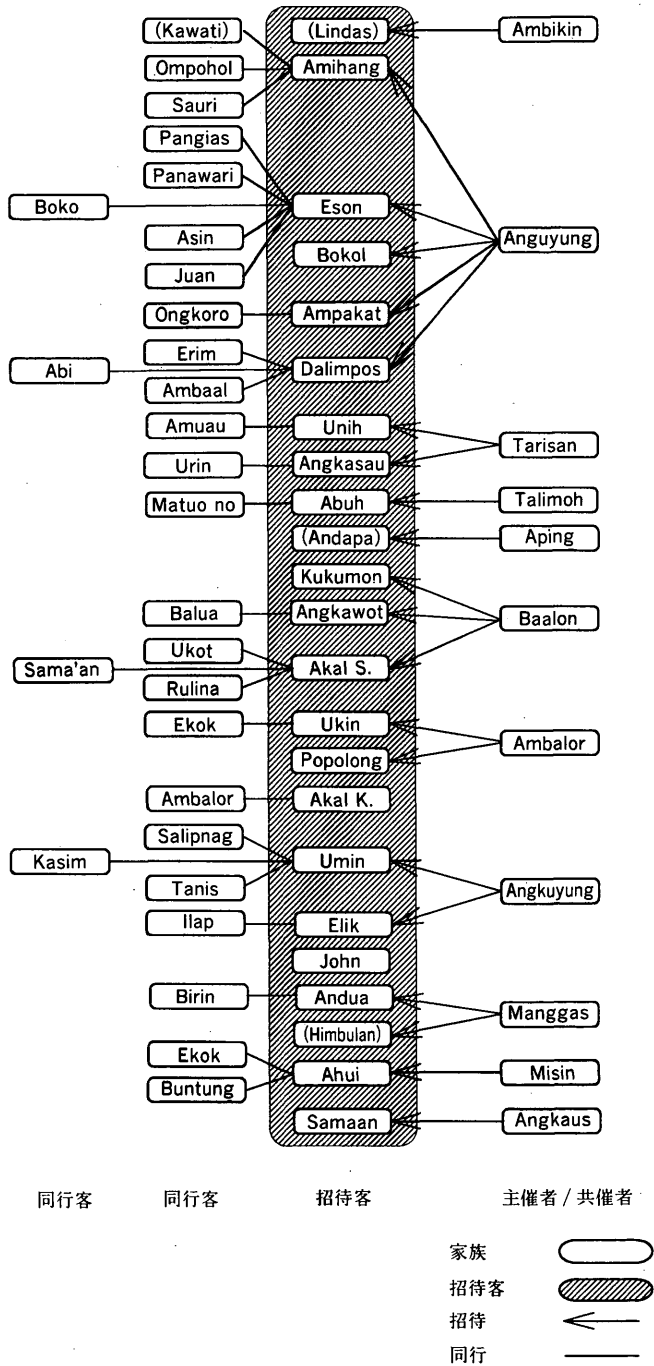 (Kawati) (Lindas) Ambikin
Ompohol Amihang
Sauri
Pangias
Panawari
Boko Eson
Asin Anguyung
Bokol
Juan
Ongkoro Ampakat
Erim
Abi Dalimpos
Ambaal
Amuau Unih
Tarisan
Urin Angkasau
Matuo no Abuh Talimoh
(Andapa) Aping
Kukumon
Balua Angkawot Baalon
Ukot
Sama'an Akal S.
Rulina
Ekok Ukin
Ambalor
Popolong
Ambalor Akal K.
Salipnag
Kasim Umin
Tanis Angkuyung
Ilap Elik
John
Birin Andua
Manggas
(Himbulan)
Ekok
Ahui Misin
Buntung
Samaan Angkaus
同行客 同行客 招待客 主催者 / 共催者
家族
招待客
招待
同行